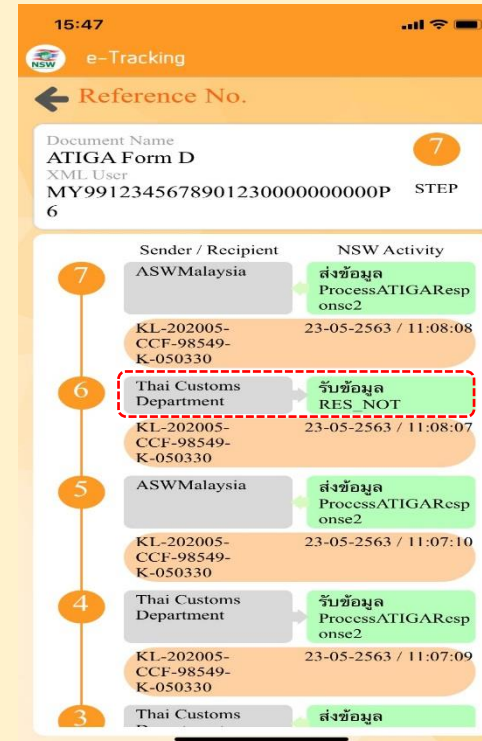 15:47
NSW
e-Tracking
Reference No.
Document Name
ATIGA Form D
XML User
MY99123456789012300000000000P
6
7
STEP
Sender / Recipient NSW Activity
7
ASWMalaysia
ส่งข้อมูล
ProcessATIGAResp
onse2
KL-202005-
CCF-98549-
K-050330
23-05-2563 / 11:08:08
6
Thai Customs
Department
รับข้อมูล
RES_NOT
KL-202005-
CCF-98549-
K-050330
23-05-2563 / 11:08:07
5
ASWMalaysia
ส่งข้อมูล
ProcessATIGAResp
onse2
KL-202005-
CCF-98549-
K-050330
23-05-2563 / 11:07:10
4
Thai Customs
Department
รับข้อมูล
ProcessATIGAResp
onse2
KL-202005-
CCF-98549-
K-050330
23-05-2563 / 11:07:09
3
Thai Customs
ส่งข้อมูล